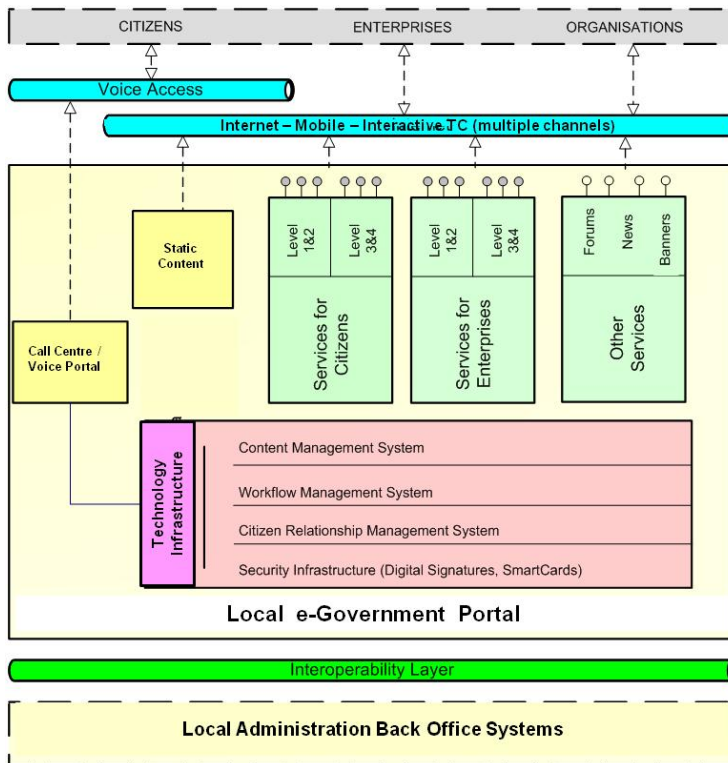 CITIZENS
ENTERPRISES
ORGANISATIONS
Voice Access
Internet – Mobile – Interactive TC (multiple channels)
Static
Content
Level
1&2
Level
3&4
Services for
Citizens
Level
1&2
Level
3&4
Services for
Enterprises
Forums
News
Banners
Other
Services
Call Centre /
Voice Portal
Technology
Infrastructure
Content Management System
Workflow Management System
Citizen Relationship Management System
Security Infrastructure (Digital Signatures, SmartCards)
Local e-Government Portal
Interoperability Layer
Local Administration Back Office Systems